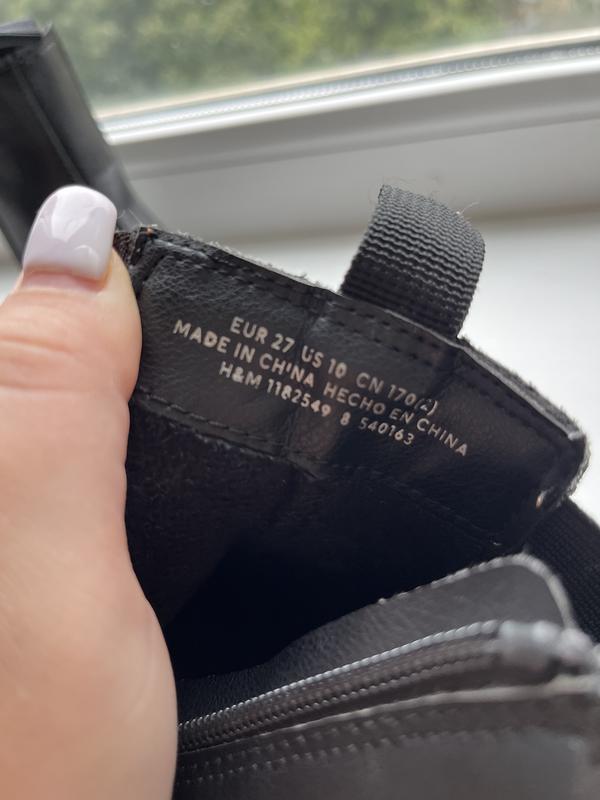 EUR 27 US 10 CN 170(2)
MADE IN CHINA HECHO EN CHINA
H&M 1182549 8 540163